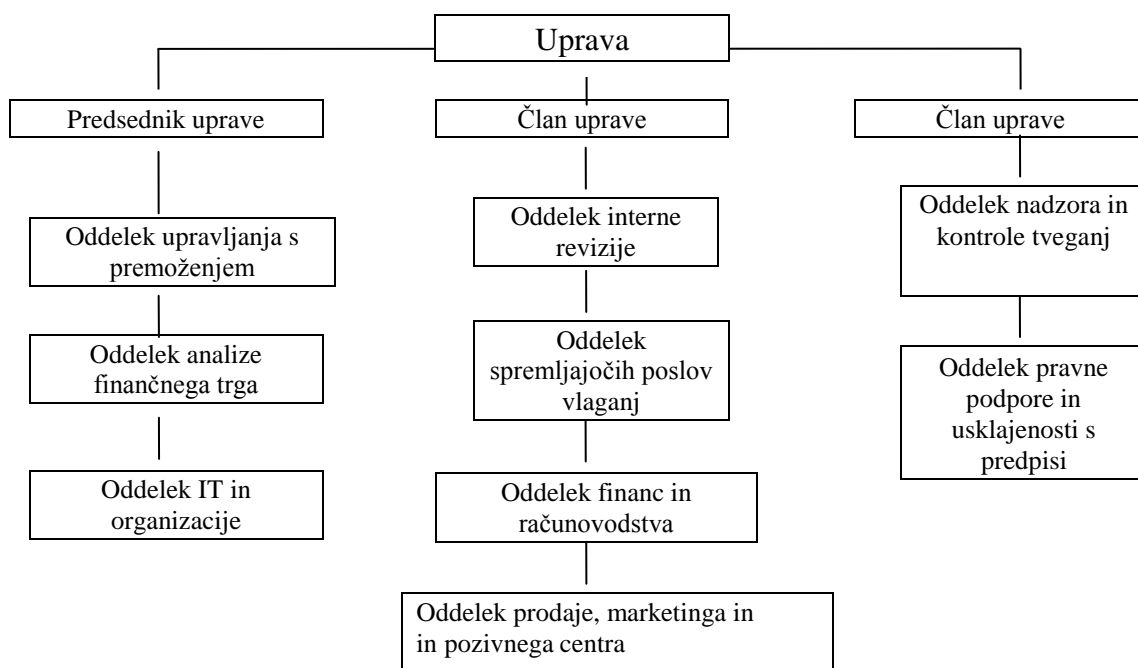 Uprava
Predsednik uprave
Član uprave
Član uprave
Oddelek upravljanja s
premoženjem
Oddelek analize
finančnega trga
Oddelek IT in
organizacije
Oddelek interne
revizije
Oddelek
spremljajočih poslov
vlaganj
Oddelek financ in
računovodstva
Oddelek prodaje, marketinga in
in pozivnega centra
Oddelek nadzora in
kontrole tveganj
Oddelek pravne
podpore in
usklajenosti s
predpisi